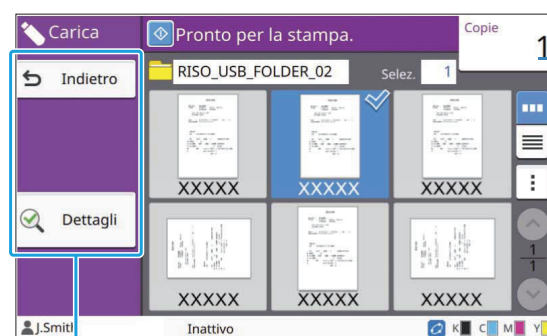 Carica
Pronto per la stampa.
Copie
1
Indietro
RISO_USB_FOLDER_02
Selez. 1
XXXXX XXXXX XXXXX
Dettagli
1
1
XXXXX XXXXX XXXXX
J.Smith
Inattivo
K C M Y